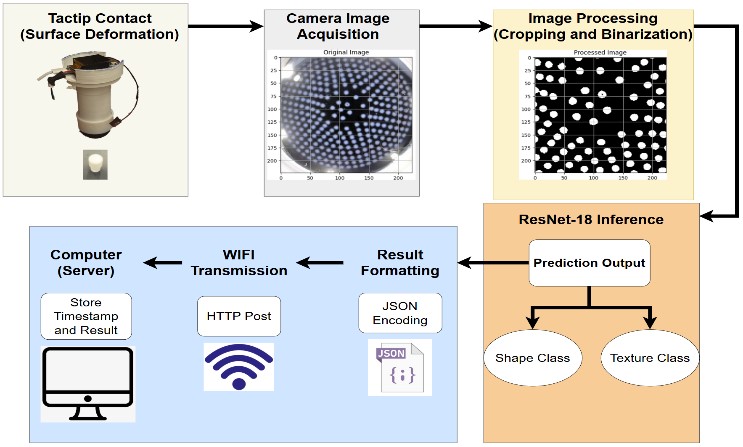 Tactip Contact
(Surface Deformation)
Camera Image
Acquisition
Original Image
0
25
50
75
100
125
150
175
200
0 50 100 150 200
Image Processing
(Cropping and Binarization)
Processed Image
0
25
50
75
100
125
150
175
200
0 50 100 150 200
ResNet-18 Inference
Prediction Output
Shape Class
Texture Class
Result
Formatting
JSON
Encoding
JSON
{;}
WIFI
Transmission
HTTP Post
Computer
(Server)
Store
Timestamp
and Result